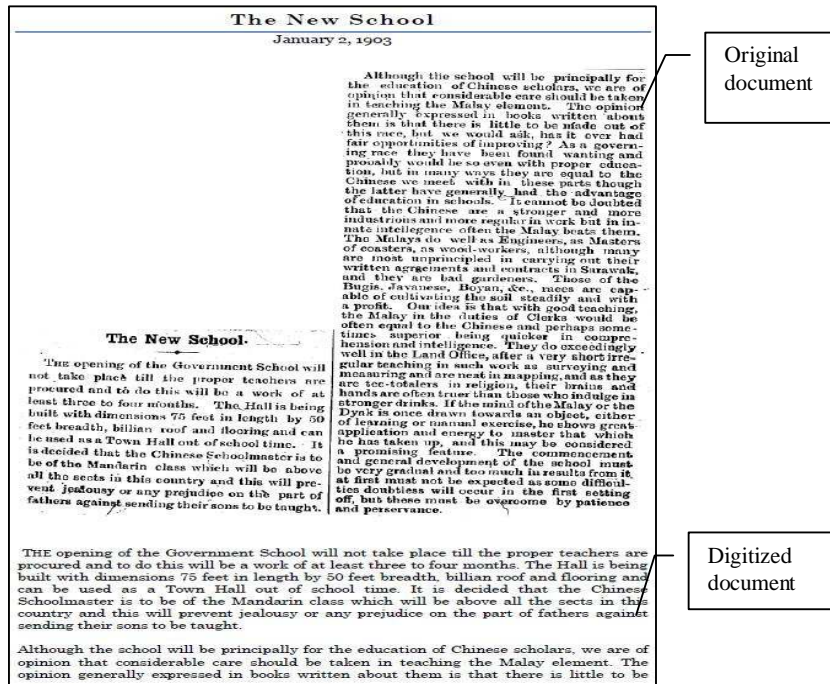 The New School
January 2, 1903
The New School.
THE opening of the Government School will
not take place till the proper teachers are
procured and to do this will be a work of at
least three to four months. The Hall is being
built with dimensions 75 feet in length by 50
feet breadth, billian roof and flooring and can
be used as a Town Hall out of school time. It
is decided that the Chinese Schoolmaster is to
be of the Mandarin class which will be above
all the sects in this country and this will pre-
vent jealousy or any prejudice on the part of
fathers against sending their sons to be taught.
Although the school will be principally for
the education of Chinese scholars, we are of
opinion that considerable care should be taken
in teaching the Malay element. The opinion
generally expressed in books written about
them is that there is little to be made out of
this race, but we would ask, has it ever had
fair opportunities of improving? As a govern-
ing race they have been found wanting and
probably would be so even with proper educa-
tion, but in many ways they are equal to the
Chinese we meet with in these parts though
the latter have generally had the advantage
of education in schools. It cannot be doubted
that the Chinese are a stronger and more
industrious and more regular in work but in in-
nate intellegence often the Malay beats them.
The Malays do well as Engineers, as Masters
of coasters, as wood-workers, although many
are most unprincipled in carrying out their
written agreements and contracts in Sarawak,
and they are bad gardeners. Those of the
Bugis, Javanese, Boyan, &c., races are cap-
able of cultivating the soil steadily and with
a profit. Our idea is that with good teaching,
the Malay in the duties of Clerks would be
often equal to the Chinese and perhaps some-
times superior being quicker in compre-
hension and intelligence. They do exceedingly
well in the Land Office, after a very short irre-
gular teaching in such work as surveying and
measuring and are neat in mapping, and as they
are tee-totalers in religion, their brains and
hands are often truer than those who indulge in
stronger drinks. If the mind of the Malay or the
Dyak is once drawn towards an object, either
of learning or manual exercise, he shows great
application and energy to master that which
he has taken up, and this may be considered
a promising feature. The commencement
and general development of the school must
be very gradual and too much in results from it
at first must not be expected as some difficul-
ties doubtless will occur in the first setting
off, but these must be overcome by patience
and perservance.
THE opening of the Government School will not take place till the proper teachers are
procured and to do this will be a work of at least three to four months. The Hall is being
built with dimensions 75 feet in length by 50 feet breadth, billian roof and flooring and
can be used as a Town Hall out of school time. It is decided that the Chinese
Schoolmaster is to be of the Mandarin class which will be above all the sects in this
country and this will prevent jealousy or any prejudice on the part of fathers against
sending their sons to be taught.
Although the school will be principally for the education of Chinese scholars, we are of
opinion that considerable care should be taken in teaching the Malay element. The
opinion generally expressed in books written about them is that there is little to be
Original
document
Digitized
document